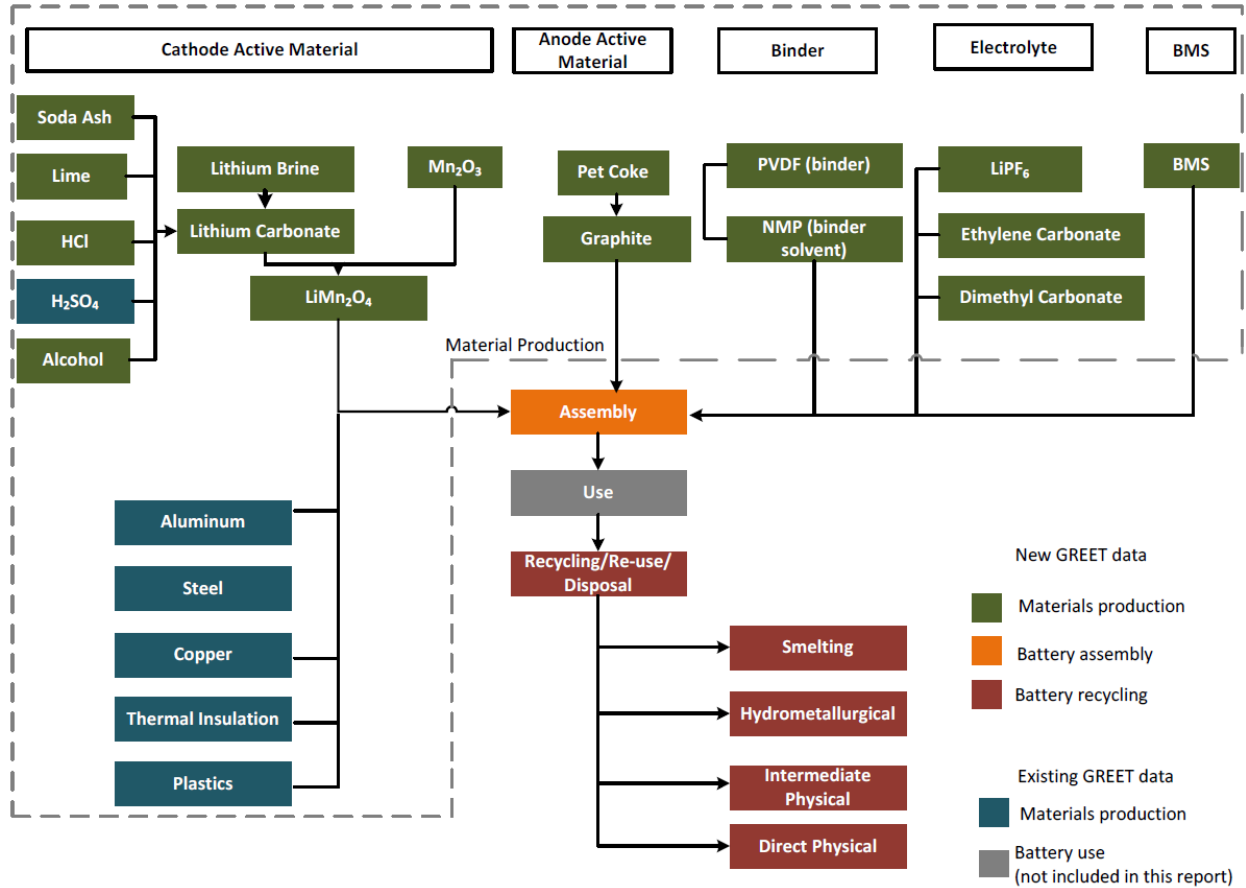 Cathode Active Material
Anode Active
Material
Binder
Electrolyte
BMS
Soda Ash
Lime
HCl
H₂SO₄
Alcohol
Lithium Brine
Lithium Carbonate
Mn₂O₃
LiMn₂O₄
Pet Coke
Graphite
PVDF (binder)
NMP (binder
solvent)
LiPF₆
Ethylene Carbonate
Dimethyl Carbonate
BMS
Material Production
Assembly
Use
Recycling/Re-use/
Disposal
Aluminum
Steel
Copper
Thermal Insulation
Plastics
Smelting
Hydrometallurgical
Intermediate
Physical
Direct Physical
New GREET data
Materials production
Battery assembly
Battery recycling
Existing GREET data
Materials production
Battery use
(not included in this report)